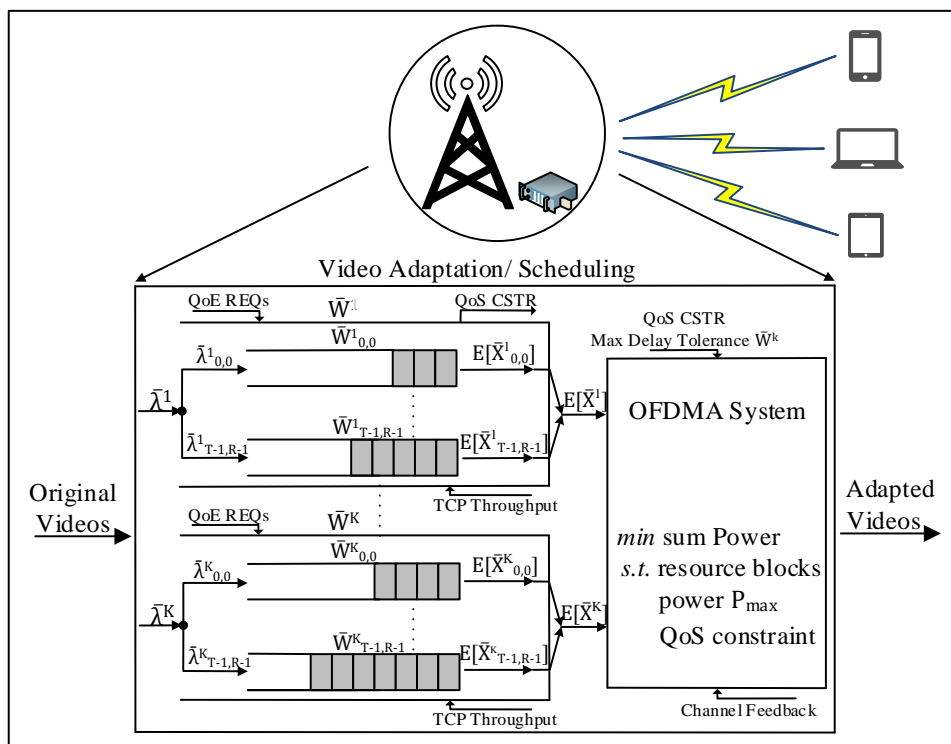 Video Adaptation/ Scheduling
QoE REQs
W̄¹
QoS CSTR
W̄¹₀,₀
λ̄¹₀,₀
E[X̄¹₀,₀]
λ̄¹
E[X̄¹]
W̄¹T-1,R-1
λ̄¹T-1,R-1
E[X̄¹T-1,R-1]
TCP Throughput
QoE REQs
W̄ᴷ
W̄ᴷ₀,₀
λ̄ᴷ₀,₀
E[X̄ᴷ₀,₀]
λ̄ᴷ
E[X̄ᴷ]
W̄ᴷT-1,R-1
λ̄ᴷT-1,R-1
E[X̄ᴷT-1,R-1]
TCP Throughput
Original
Videos
QoS CSTR
Max Delay Tolerance W̄ᵏ
OFDMA System
min sum Power
s.t. resource blocks
power Pmax
QoS constraint
Channel Feedback
Adapted
Videos